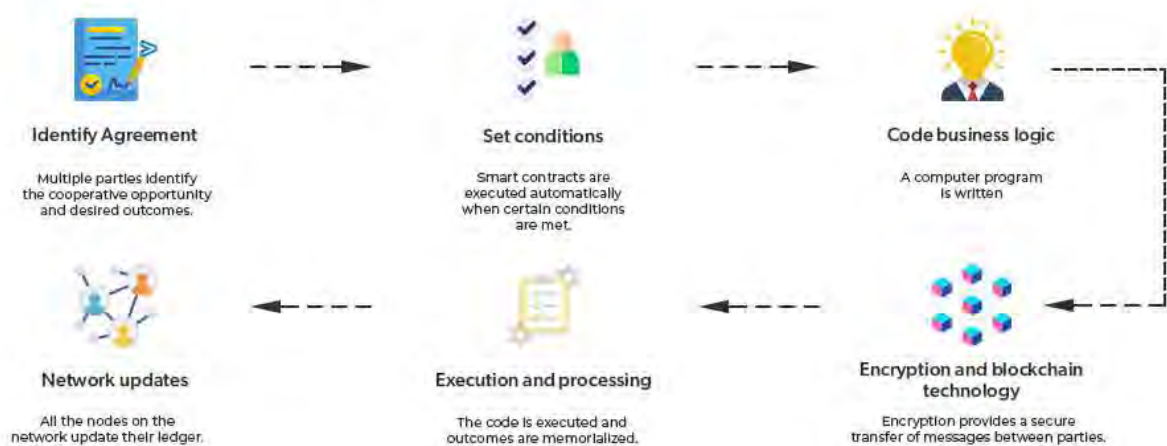 Identify Agreement
Multiple parties identify
the cooperative opportunity
and desired outcomes.
Set conditions
Smart contracts are
executed automatically
when certain conditions
are met.
Code business logic
A computer program
is written
Encryption and blockchain
technology
Encryption provides a secure
transfer of messages between parties.
Execution and processing
The code is executed and
outcomes are memorialized.
Network updates
All the nodes on the
network update their ledger.